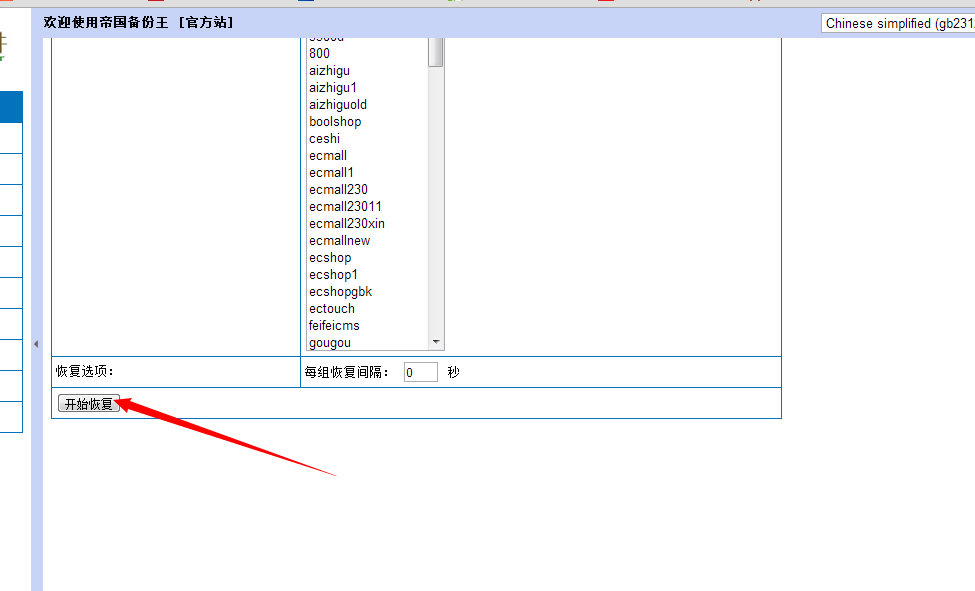 欢迎使用帝国备份王 [官方站]
Chinese simplified (gb231
800
aizhigu
aizhigu1
aizhiguold
boolshop
ceshi
ecmall
ecmall1
ecmall230
ecmall23011
ecmall230xin
ecmallnew
ecshop
ecshop1
ecshopgbk
ectouch
feifeicms
gougou
恢复选项:
每组恢复间隔: 0 秒
开始恢复